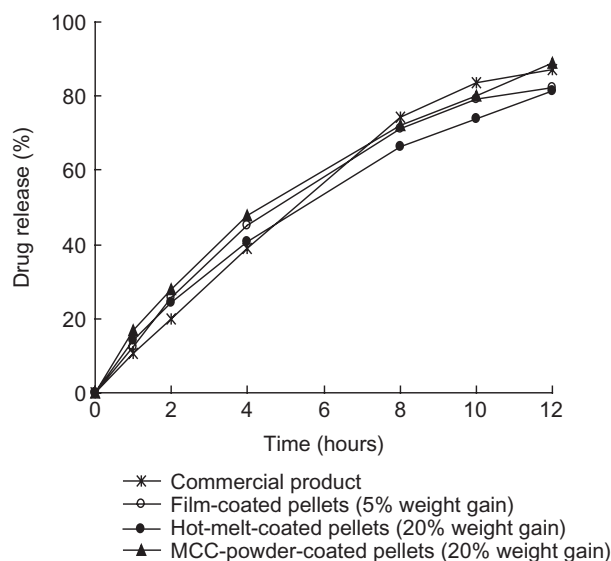 100
80
60
40
20
0
Drug release (%)
0 2 4 6 8 10 12
Time (hours)
Commercial product
Film-coated pellets (5% weight gain)
Hot-melt-coated pellets (20% weight gain)
MCC-powder-coated pellets (20% weight gain)